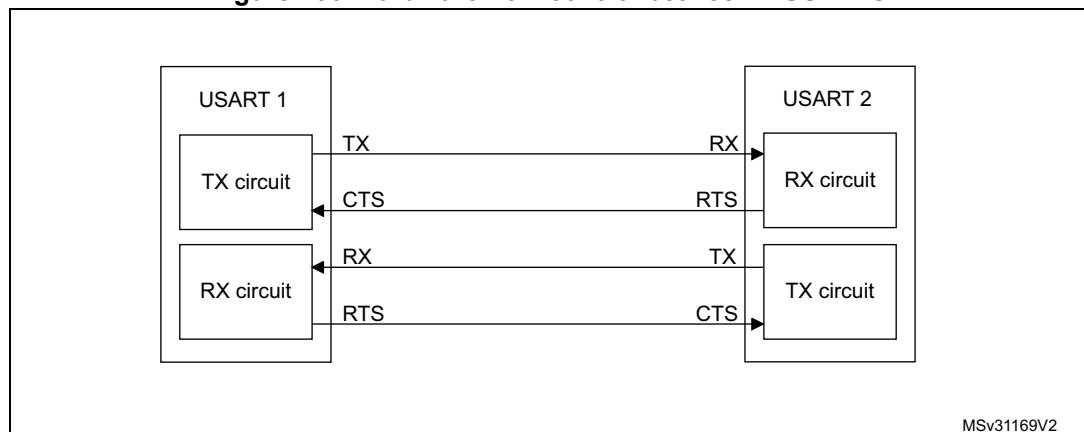 USART 1
USART 2
TX circuit
TX
RX
RX circuit
CTS
RTS
RX circuit
RX
TX
TX circuit
RTS
CTS
MSv31169V2